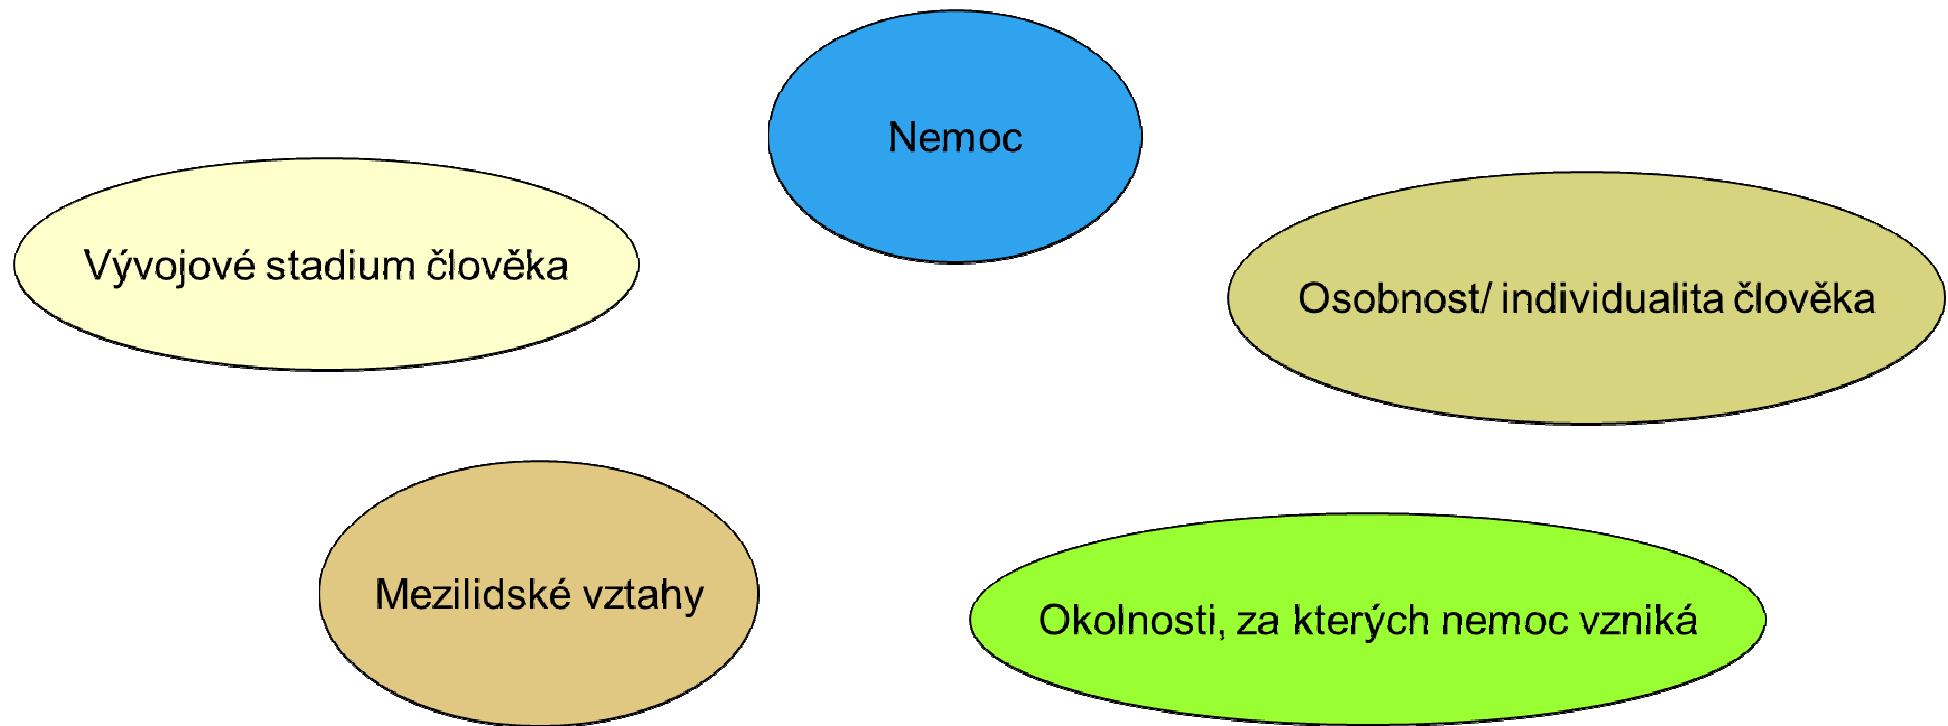 Nemoc
Vývojové stadium člověka
Osobnost/ individualita člověka
Mezilidské vztahy
Okolnosti, za kterých nemoc vzniká